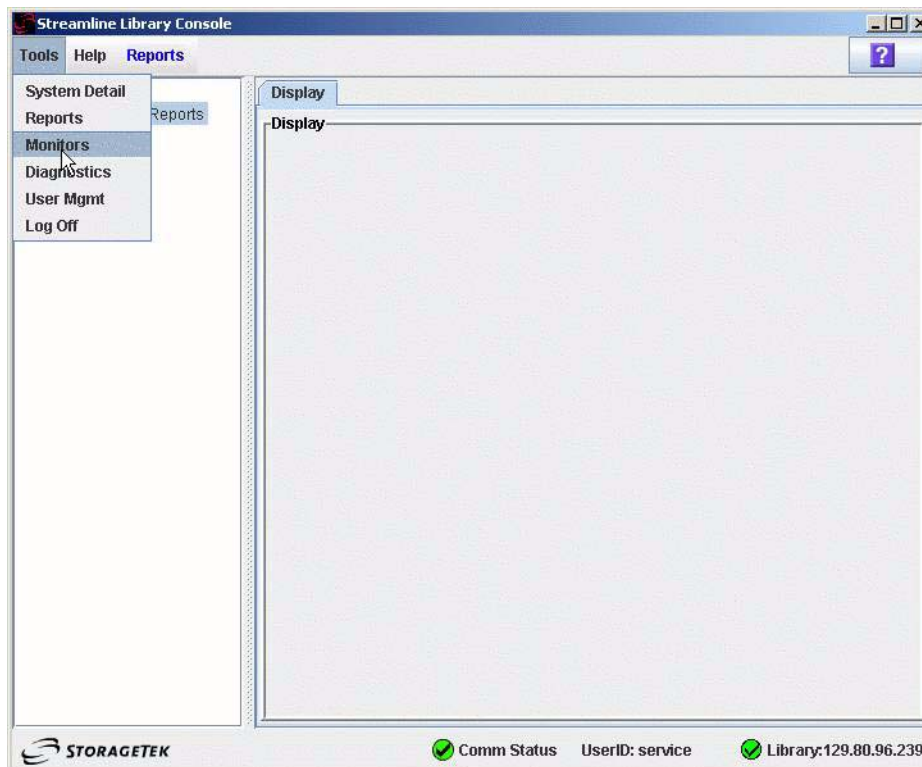 Streamline Library Console
Tools Help Reports ?
System Detail
Reports
Monitors
Diagnostics
User Mgmt
Log Off
Reports
Display
Display
STORAGETEK Comm Status UserID: service Library:129.80.96.239